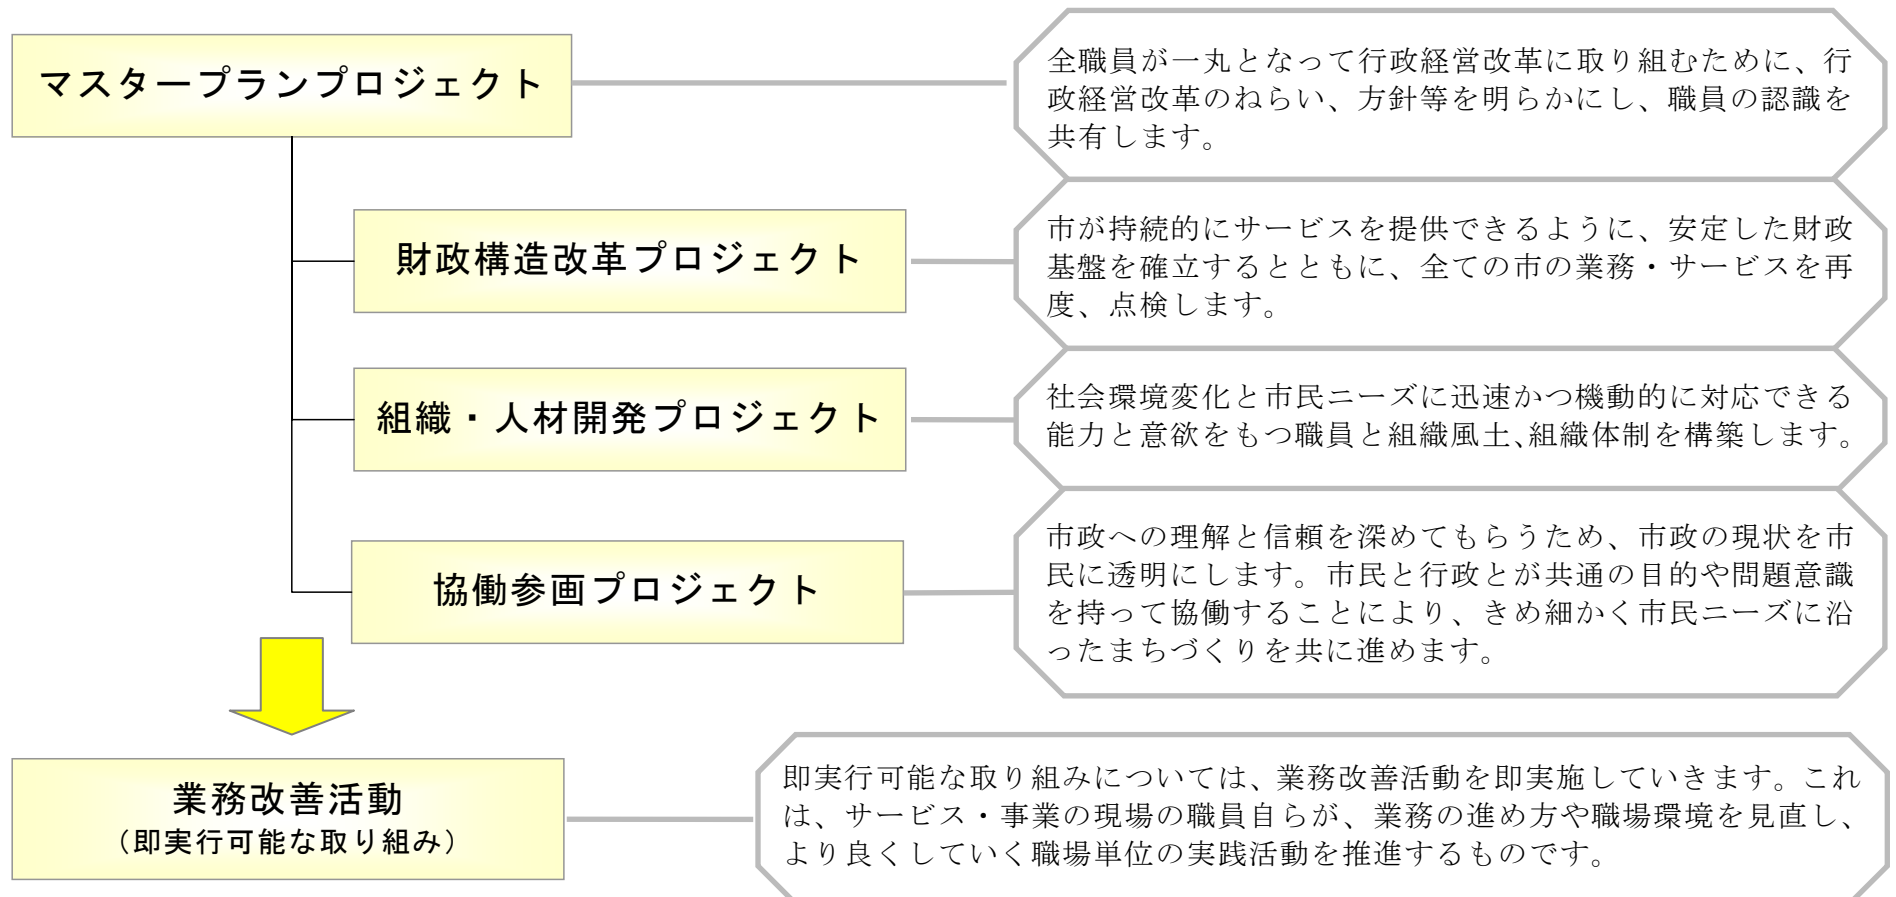 マスタープランプロジェクト
全職員が一丸となって行政経営改革に取り組むために、行
政経営改革のねらい、方針等を明らかにし、職員の認識を
共有します。
財政構造改革プロジェクト
市が持続的にサービスを提供できるように、安定した財政
基盤を確立するとともに、全ての市の業務・サービスを再
度、点検します。
組織・人材開発プロジェクト
社会環境変化と市民ニーズに迅速かつ機動的に対応できる
能力と意欲をもつ職員と組織風土、組織体制を構築します。
協働参画プロジェクト
市政への理解と信頼を深めてもらうため、市政の現状を市
民に透明にします。市民と行政とが共通の目的や問題意識
を持って協働することにより、きめ細かく市民ニーズに沿
ったまちづくりを共に進めます。
業務改善活動
（即実行可能な取り組み）
即実行可能な取り組みについては、業務改善活動を即実施していきます。これ
は、サービス・事業の現場の職員自らが、業務の進め方や職場環境を見直し、
より良くしていく職場単位の実践活動を推進するものです。